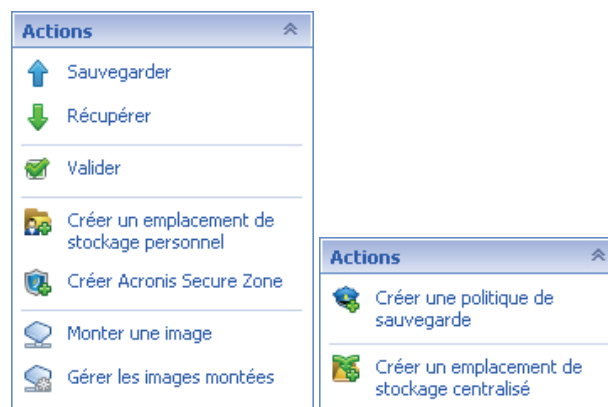 Actions
Sauvegarder
Récupérer
Valider
Créer un emplacement de
stockage personnel
Créer Acronis Secure Zone
Monter une image
Gérer les images montées
Actions
Créer une politique de
sauvegarde
Créer un emplacement de
stockage centralisé